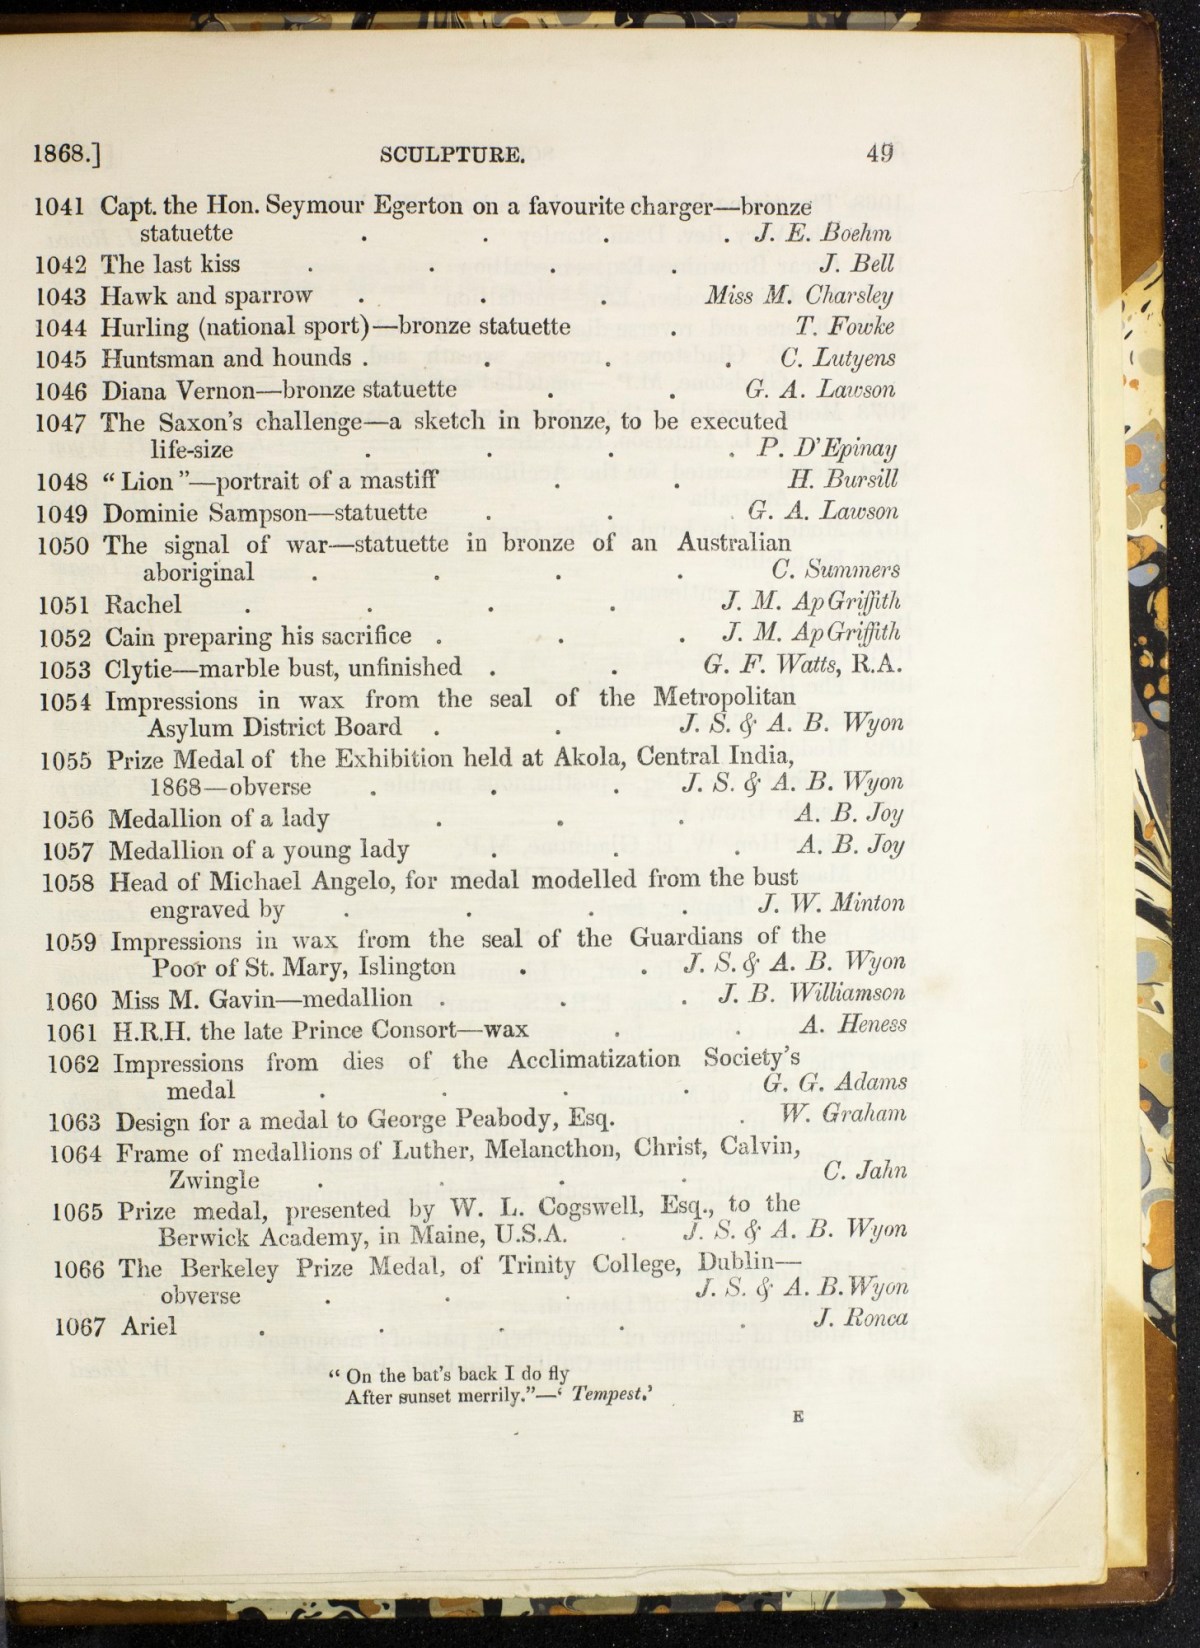 1868.] SCULPTURE. 49
1041 Capt. the Hon. Seymour Egerton on a favourite charger—bronze
statuette . . . . J. E. Boehm
1042 The last kiss . . . . J. Bell
1043 Hawk and sparrow . . . Miss M. Charsley
1044 Hurling (national sport)—bronze statuette . T. Fowke
1045 Huntsman and hounds . . . . C. Lutyens
1046 Diana Vernon—bronze statuette . . G. A. Lawson
1047 The Saxon's challenge—a sketch in bronze, to be executed
life-size . . . . P. D'Epinay
1048 "Lion"—portrait of a mastiff . . H. Bursill
1049 Dominie Sampson—statuette . . . G. A. Lawson
1050 The signal of war—statuette in bronze of an Australian
aboriginal . . . . C. Summers
1051 Rachel . . . . J. M. Ap Griffith
1052 Cain preparing his sacrifice . . . J. M. Ap Griffith
1053 Clytie—marble bust, unfinished . . G. F. Watts, R.A.
1054 Impressions in wax from the seal of the Metropolitan
Asylum District Board . . J. S. & A. B. Wyon
1055 Prize Medal of the Exhibition held at Akola, Central India,
1868—obverse . . . J. S. & A. B. Wyon
1056 Medallion of a lady . . . A. B. Joy
1057 Medallion of a young lady . . . A. B. Joy
1058 Head of Michael Angelo, for medal modelled from the bust
engraved by . . . . J. W. Minton
1059 Impressions in wax from the seal of the Guardians of the
Poor of St. Mary, Islington . . J. S. & A. B. Wyon
1060 Miss M. Gavin—medallion . . . J. B. Williamson
1061 H.R.H. the late Prince Consort—wax . . A. Heness
1062 Impressions from dies of the Acclimatization Society's
medal . . . . G. G. Adams
1063 Design for a medal to George Peabody, Esq. . W. Graham
1064 Frame of medallions of Luther, Melancthon, Christ, Calvin,
Zwingle . . . . C. Jahn
1065 Prize medal, presented by W. L. Cogswell, Esq., to the
Berwick Academy, in Maine, U.S.A. . J. S. & A. B. Wyon
1066 The Berkeley Prize Medal, of Trinity College, Dublin—
obverse . . . J. S. & A. B. Wyon
1067 Ariel . . . . . J. Ronca
"On the bat's back I do fly
After sunset merrily."—'Tempest.'
E